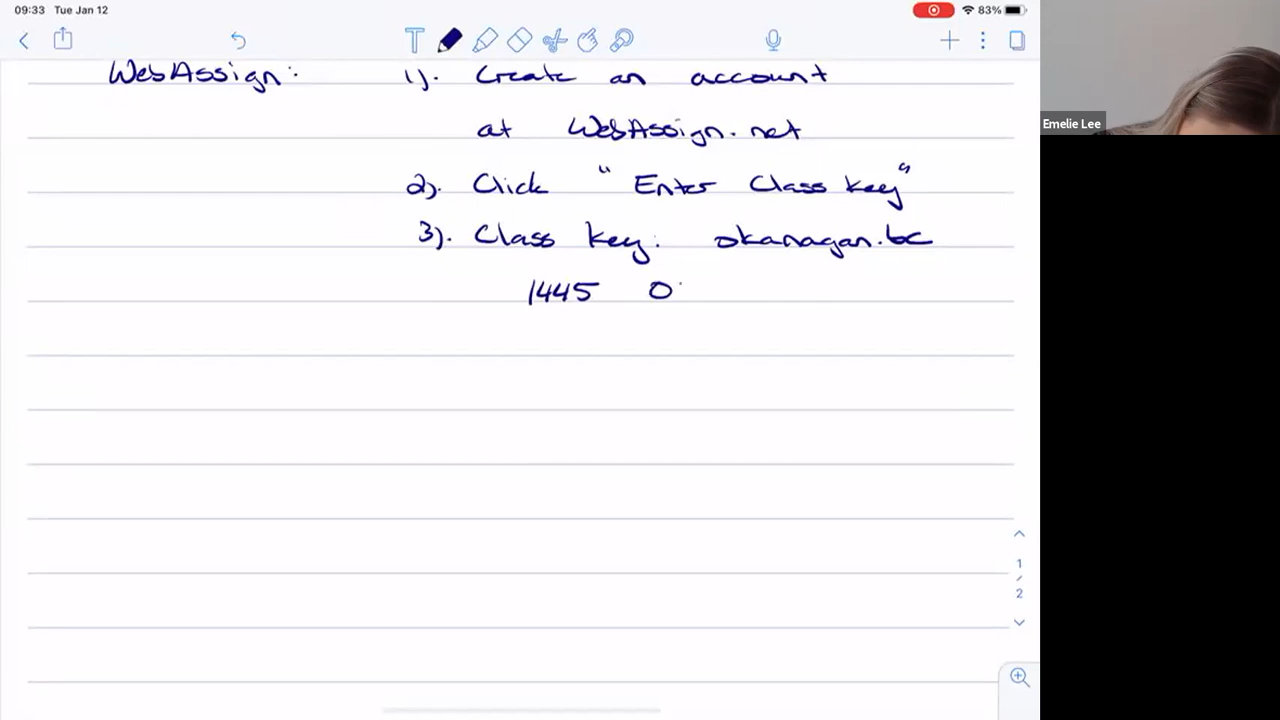 09:33 Tue Jan 12
83%
T
Emelie Lee
WebAssign: 1). Create an account
at WebAssign.net
2). Click "Enter Class key"
3). Class key: okanagan.bc
1445 0
1
2